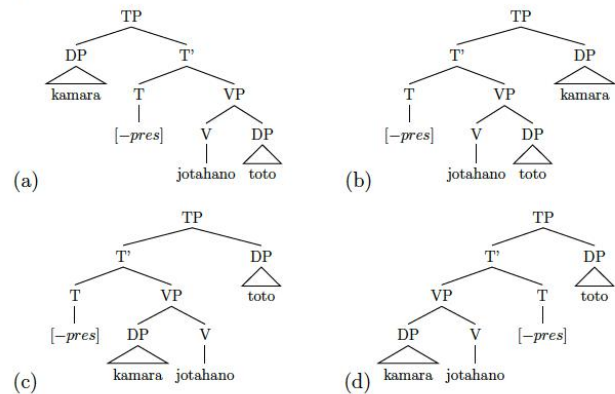 TP TP
DP T' T' DP
kamara T VP T VP kamara
[−pres] V DP [−pres] V DP
(a) jotahano toto (b) jotahano toto
TP TP
T' DP T' DP
T VP toto VP T toto
[−pres] DP V DP V [−pres]
(c) kamara jotahano (d) kamara jotahano